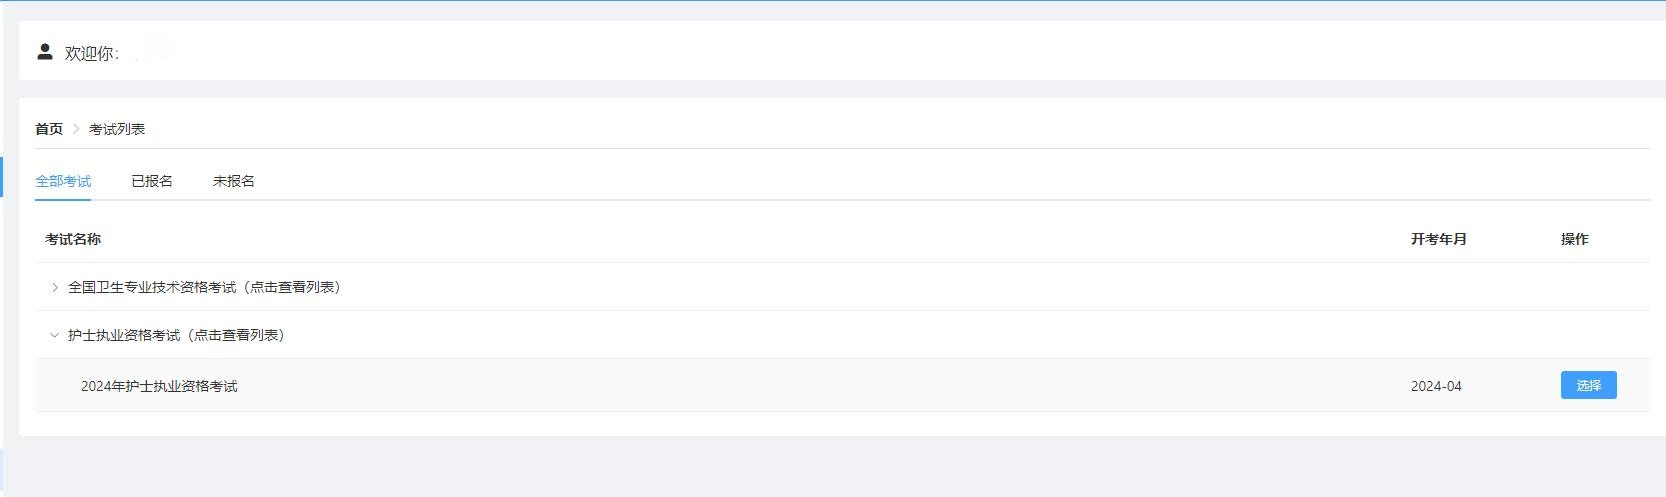 欢迎你:
首页 > 考试列表
全部考试 已报名 未报名
考试名称 开考年月 操作
全国卫生专业技术资格考试（点击查看列表）
护士执业资格考试（点击查看列表）
2024年护士执业资格考试 2024-04 选择